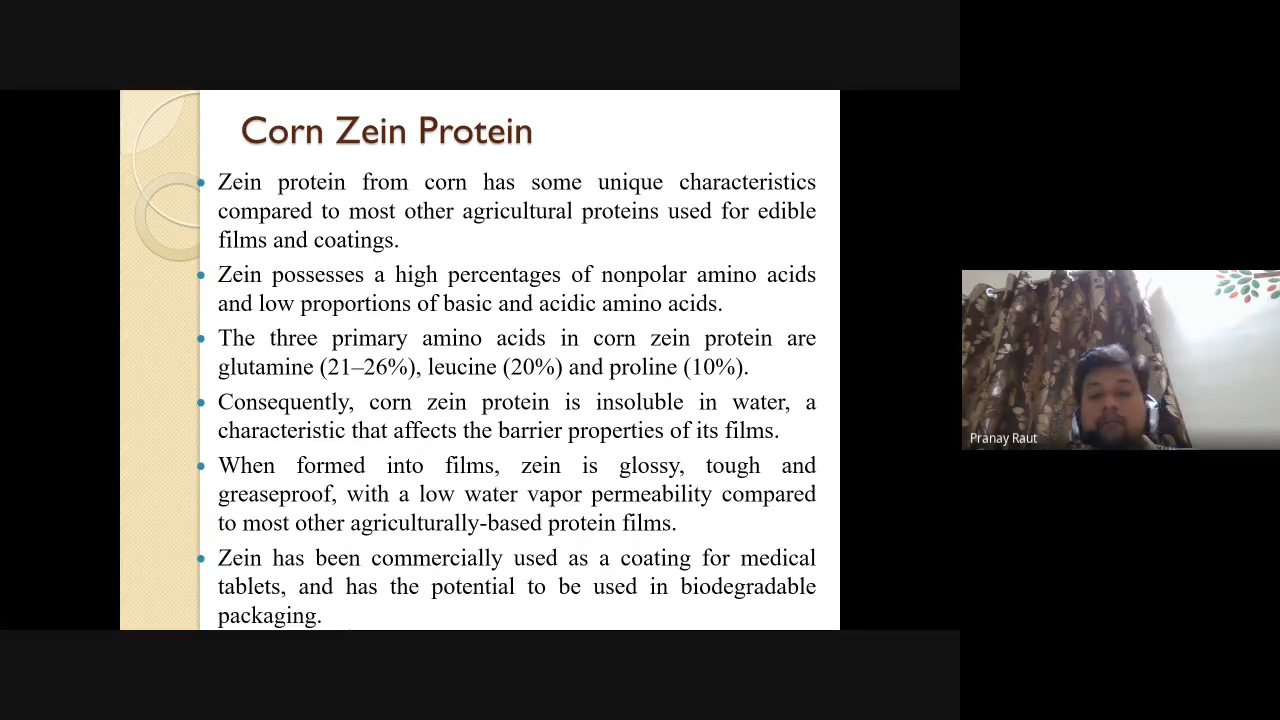 Corn Zein Protein
Zein protein from corn has some unique characteristics
compared to most other agricultural proteins used for edible
films and coatings.
Zein possesses a high percentages of nonpolar amino acids
and low proportions of basic and acidic amino acids.
The three primary amino acids in corn zein protein are
glutamine (21–26%), leucine (20%) and proline (10%).
Consequently, corn zein protein is insoluble in water, a
characteristic that affects the barrier properties of its films.
When formed into films, zein is glossy, tough and
greaseproof, with a low water vapor permeability compared
to most other agriculturally-based protein films.
Zein has been commercially used as a coating for medical
tablets, and has the potential to be used in biodegradable
packaging.
Pranay Raut